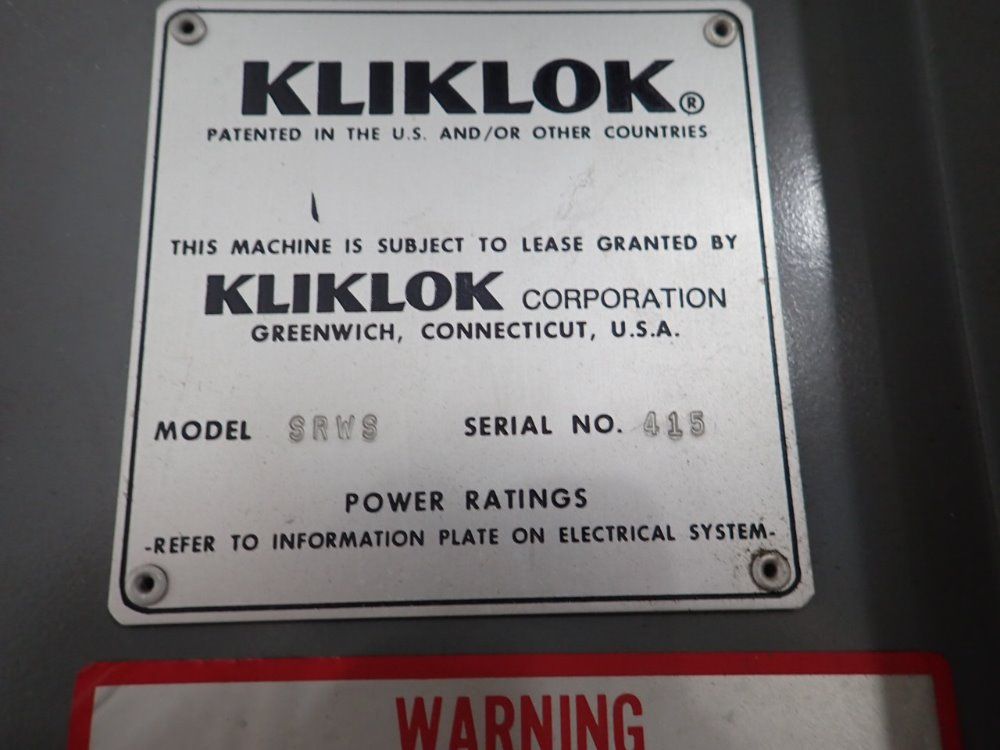 KLIKLOK®
PATENTED IN THE U.S. AND/OR OTHER COUNTRIES
THIS MACHINE IS SUBJECT TO LEASE GRANTED BY
KLIKLOK CORPORATION
GREENWICH, CONNECTICUT, U.S.A.
MODEL SRWS SERIAL NO. 415
POWER RATINGS
-REFER TO INFORMATION PLATE ON ELECTRICAL SYSTEM-
WARNING